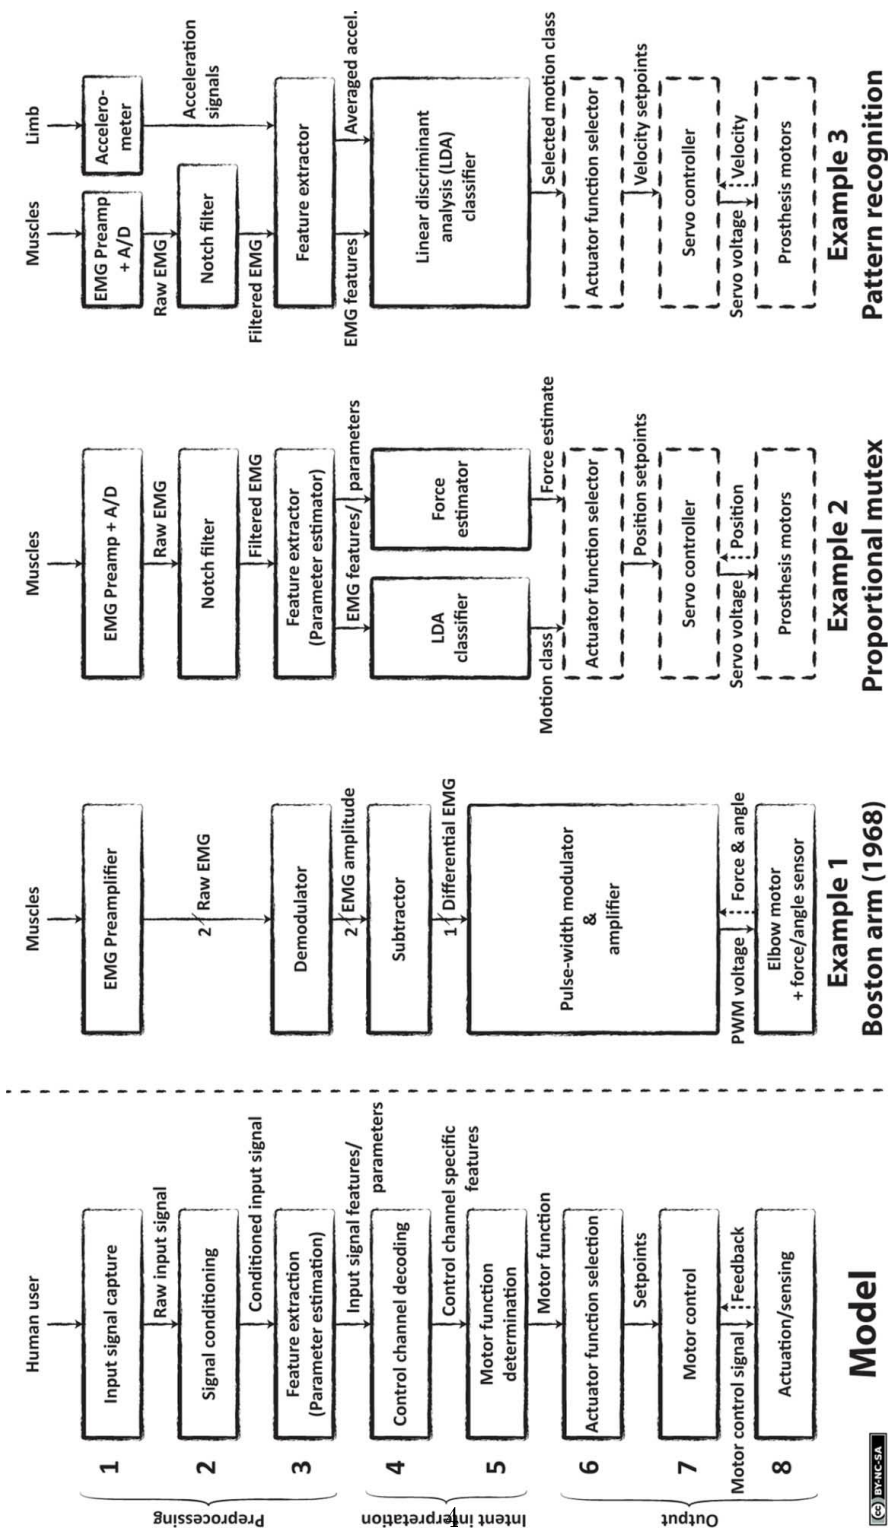 Human user
1
Input signal capture
Raw input signal
2
Signal conditioning
Conditioned input signal
3
Feature extraction
(Parameter estimation)
Input signal features/
parameters
4
Control channel decoding
Control channel specific
features
5
Motor function
determination
Motor function
6
Actuator function selection
Setpoints
7
Motor control
Motor control signal
Feedback
8
Actuation/sensing
Preprocessing
Intent interpretation
Output
Model
Muscles
EMG Preamplifier
2
Raw EMG
Demodulator
2
EMG amplitude
Subtractor
1
Differential EMG
Pulse-width modulator
&
amplifier
PWM voltage
Force & angle
Elbow motor
+ force/angle sensor
Example 1
Boston arm (1968)
Muscles
EMG Preamp + A/D
Raw EMG
Notch filter
Filtered EMG
Feature extractor
(Parameter estimator)
EMG features/
parameters
LDA
classifier
Force
estimator
Motion class
Force estimate
Actuator function selector
Position setpoints
Servo controller
Servo voltage
Position
Prosthesis motors
Example 2
Proportional mutex
Muscles
Limb
EMG Preamp
+ A/D
Accelero-
meter
Raw EMG
Acceleration
signals
Notch filter
Filtered EMG
Feature extractor
EMG features
Averaged accel.
Linear discriminant
analysis (LDA)
classifier
Selected motion class
Actuator function selector
Velocity setpoints
Servo controller
Servo voltage
Velocity
Prosthesis motors
Example 3
Pattern recognition
cc BY-NC-SA
4